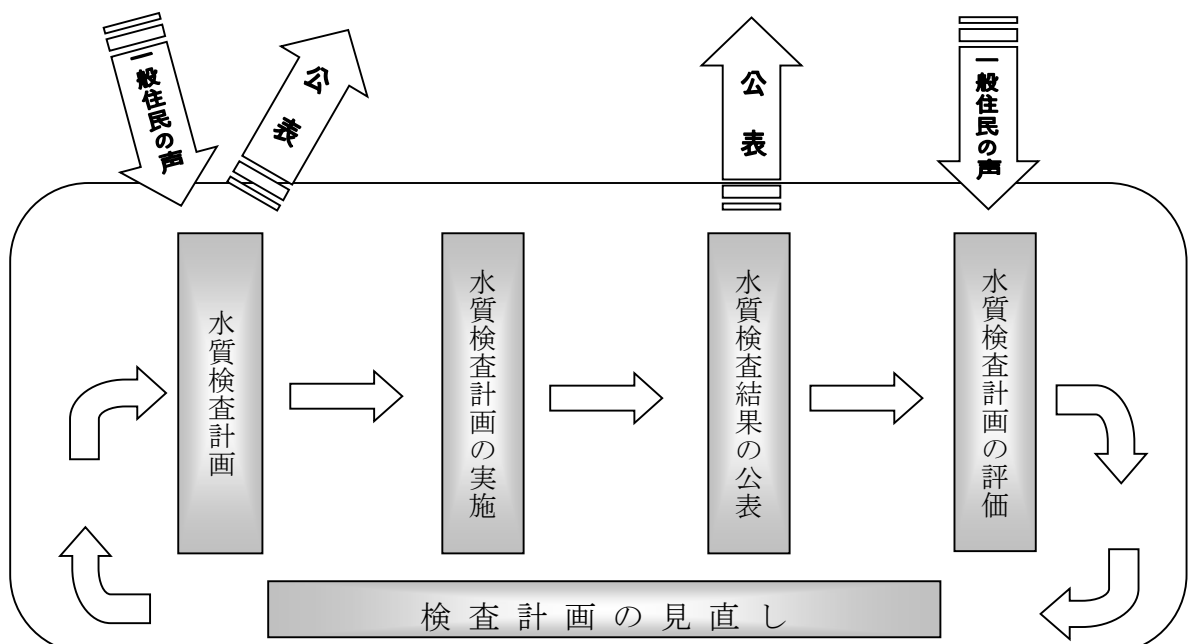 一般住民の声
公表
公表
一般住民の声
水質検査計画
水質検査計画の実施
水質検査結果の公表
水質検査計画の評価
検査計画の見直し